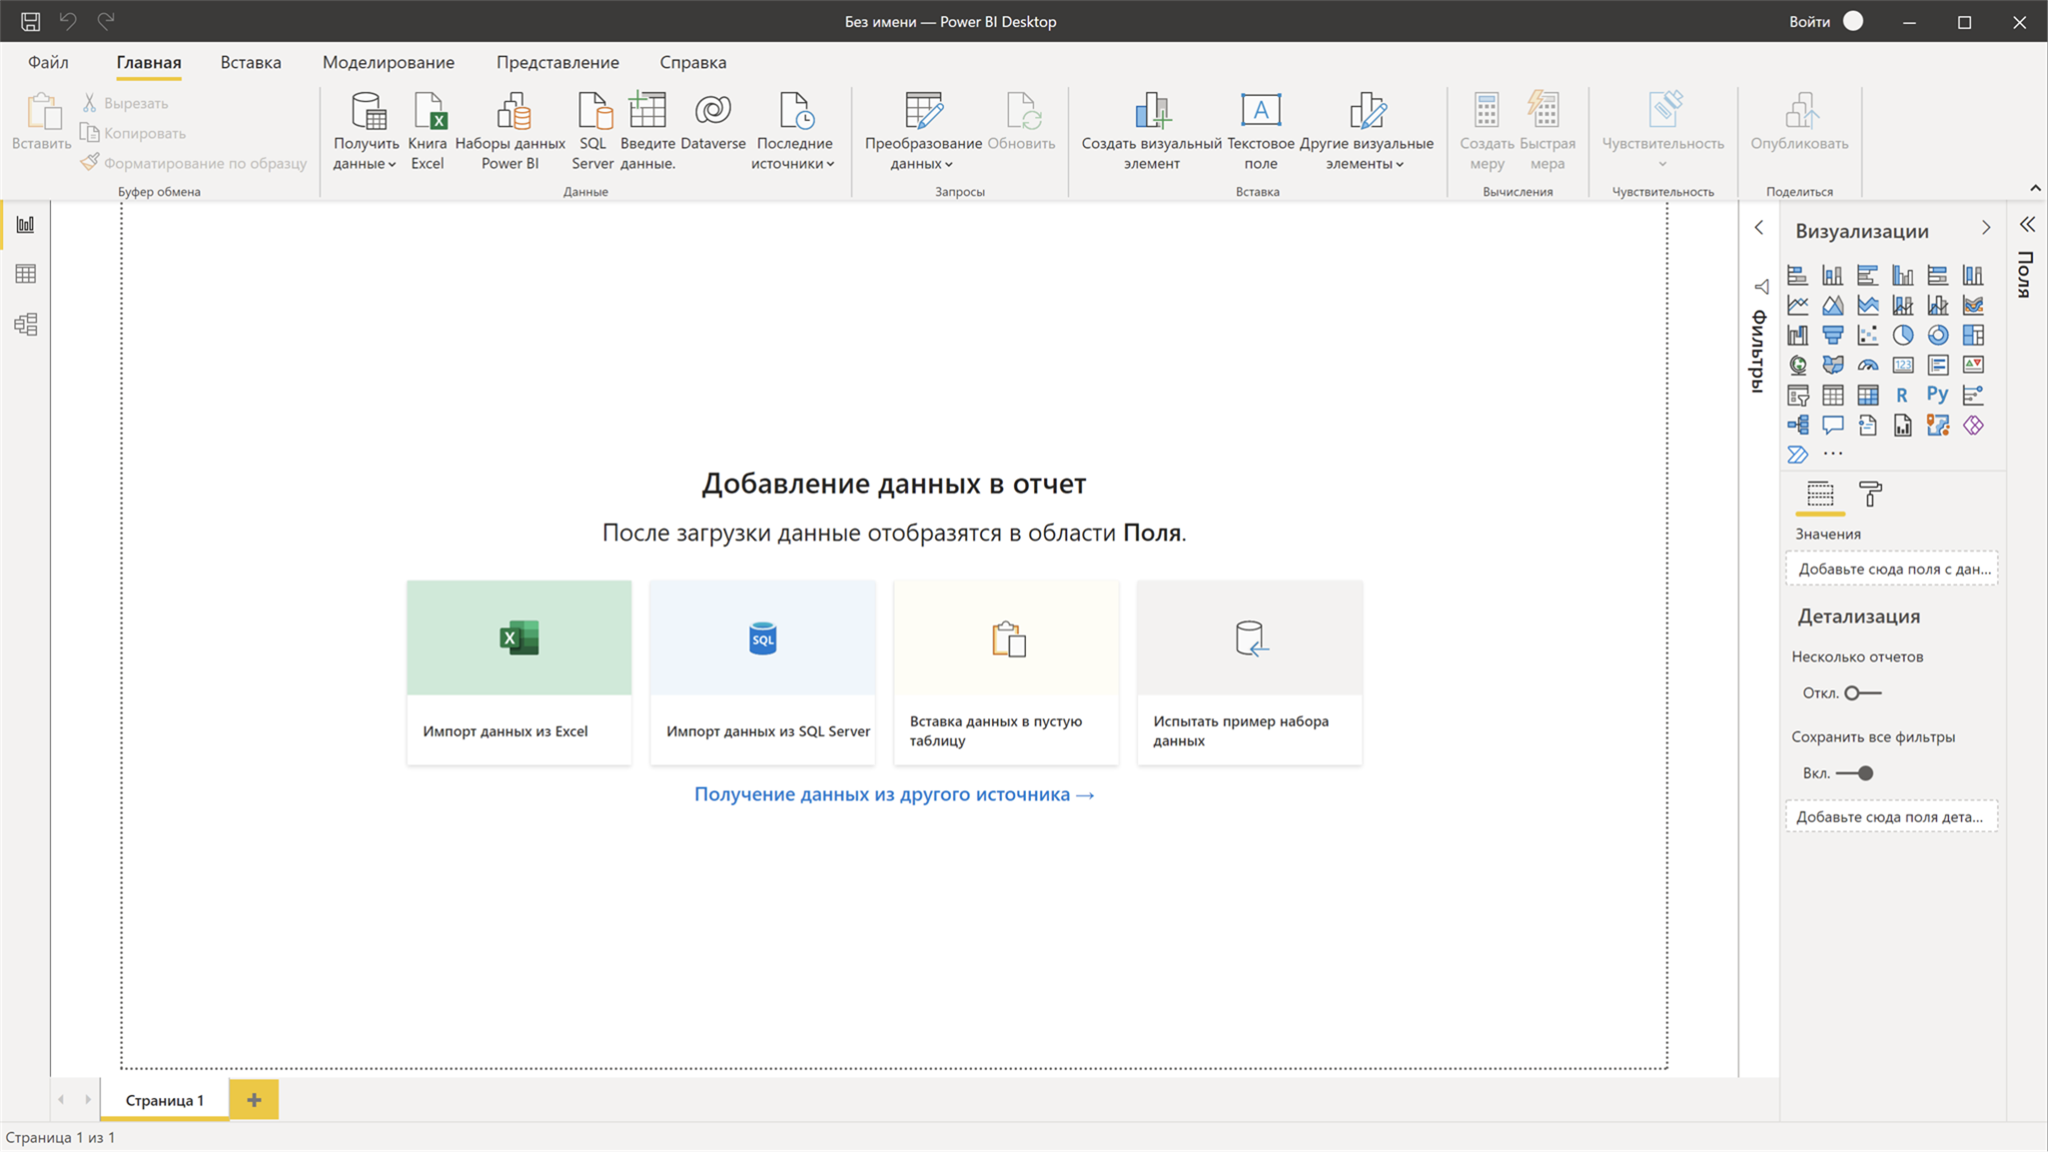 Без имени — Power BI Desktop
Войти
Файл
Главная
Вставка
Моделирование
Представление
Справка
Вставить
Вырезать
Копировать
Форматирование по образцу
Буфер обмена
Получить
данные
Книга
Excel
Наборы данных
Power BI
SQL
Server
Введите
данные.
Dataverse
Последние
источники
Данные
Преобразование
данных
Обновить
Запросы
Создать визуальный
элемент
A
Текстовое
поле
Другие визуальные
элементы
Вставка
Создать
меру
Быстрая
мера
Вычисления
Чувствительность
Чувствительность
Опубликовать
Поделиться
Добавление данных в отчет
После загрузки данные отобразятся в области Поля.
X
SQL
Импорт данных из Excel
Импорт данных из SQL Server
Вставка данных в пустую
таблицу
Испытать пример набора
данных
Получение данных из другого источника →
Фильтры
Визуализации
123
R
Py
Значения
Добавьте сюда поля с дан...
Детализация
Несколько отчетов
Откл.
Сохранить все фильтры
Вкл.
Добавьте сюда поля дета...
Поля
Страница 1
Страница 1 из 1